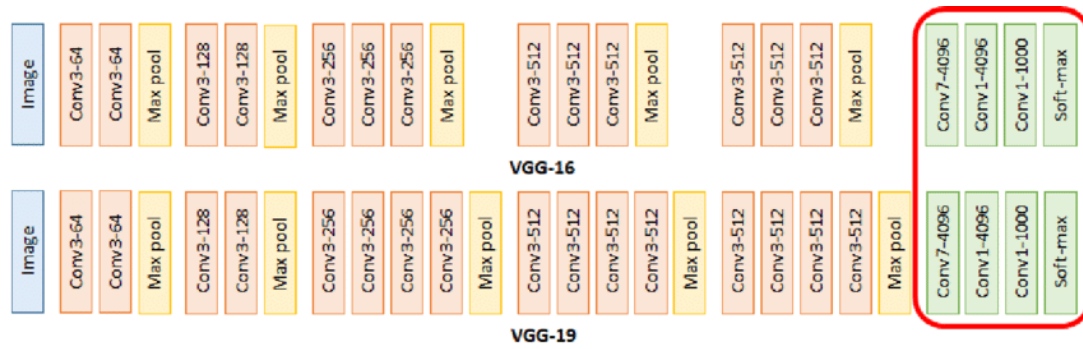 Image
Conv3-64
Conv3-64
Max pool
Conv3-128
Conv3-128
Max pool
Conv3-256
Conv3-256
Conv3-256
Max pool
Conv3-512
Conv3-512
Conv3-512
Max pool
Conv3-512
Conv3-512
Conv3-512
Max pool
Conv7-4096
Conv1-4096
Conv1-1000
Soft-max
VGG-16
Image
Conv3-64
Conv3-64
Max pool
Conv3-128
Conv3-128
Max pool
Conv3-256
Conv3-256
Conv3-256
Conv3-256
Max pool
Conv3-512
Conv3-512
Conv3-512
Conv3-512
Max pool
Conv3-512
Conv3-512
Conv3-512
Conv3-512
Max pool
Conv7-4096
Conv1-4096
Conv1-1000
Soft-max
VGG-19